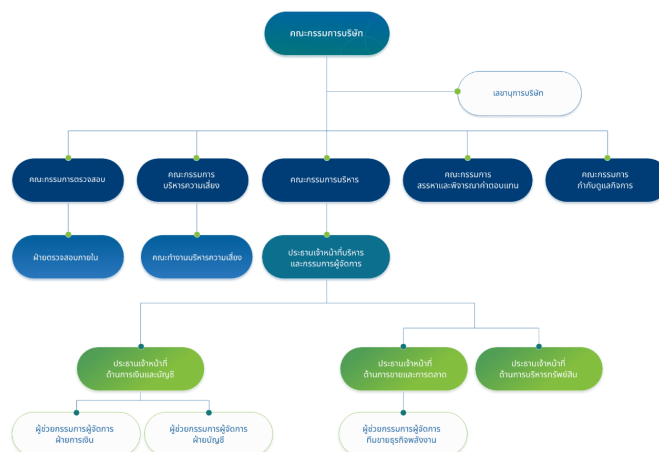 คณะกรรมการบริษัท
เลขานุการบริษัท
คณะกรรมการตรวจสอบ
คณะกรรมการ
บริหารความเสี่ยง
คณะกรรมการบริหาร
คณะกรรมการ
สรรหาและพิจารณาค่าตอบแทน
คณะกรรมการ
กำกับดูแลกิจการ
ฝ่ายตรวจสอบภายใน
คณะทำงานบริหารความเสี่ยง
ประธานเจ้าหน้าที่บริหาร
และกรรมการผู้จัดการ
ประธานเจ้าหน้าที่
ด้านการเงินและบัญชี
ประธานเจ้าหน้าที่
ด้านการขายและการตลาด
ประธานเจ้าหน้าที่
ด้านการบริหารทรัพย์สิน
ผู้ช่วยกรรมการผู้จัดการ
ฝ่ายการเงิน
ผู้ช่วยกรรมการผู้จัดการ
ฝ่ายบัญชี
ผู้ช่วยกรรมการผู้จัดการ
ทีมขายธุรกิจพลังงาน